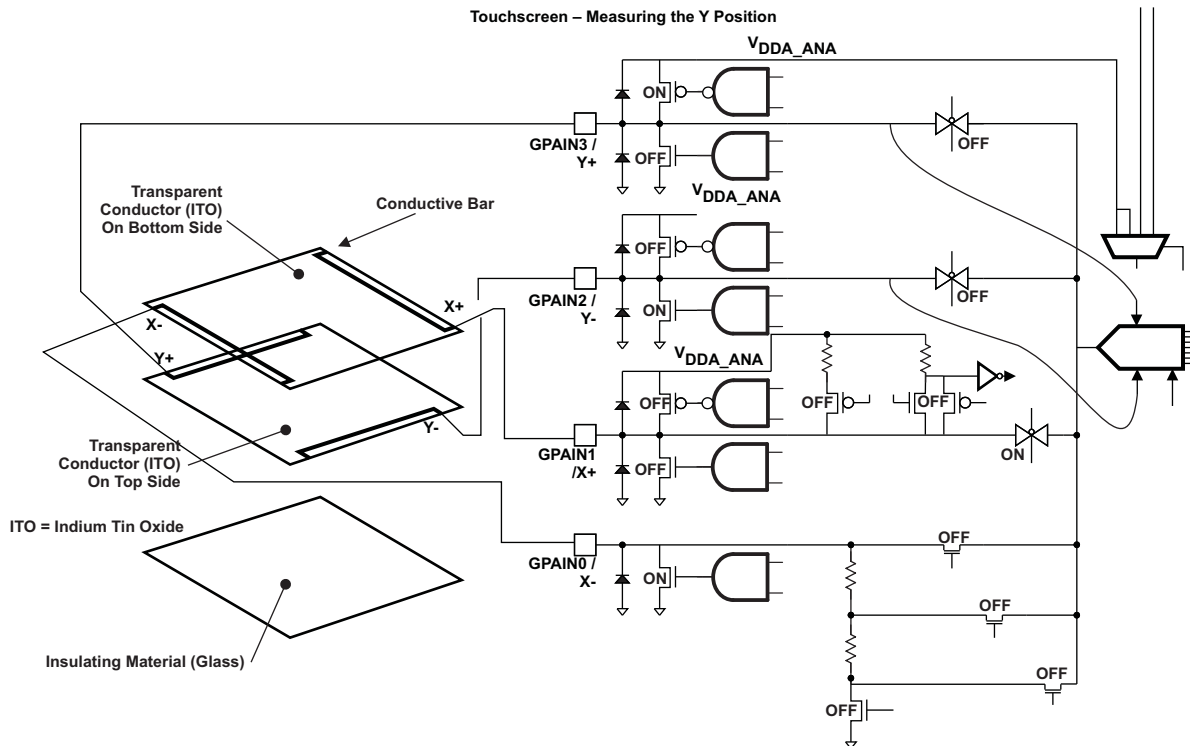 Touchscreen – Measuring the Y Position
VDDA_ANA
ON
GPAIN3 /
Y+
OFF
OFF
VDDA_ANA
Transparent
Conductor (ITO)
On Bottom Side
Conductive Bar
OFF
GPAIN2 /
Y-
ON
OFF
X+
X-
Y+
Y-
VDDA_ANA
OFF
OFF
OFF
GPAIN1
/X+
OFF
ON
Transparent
Conductor (ITO)
On Top Side
ITO = Indium Tin Oxide
GPAIN0 /
X-
ON
OFF
OFF
OFF
OFF
Insulating Material (Glass)